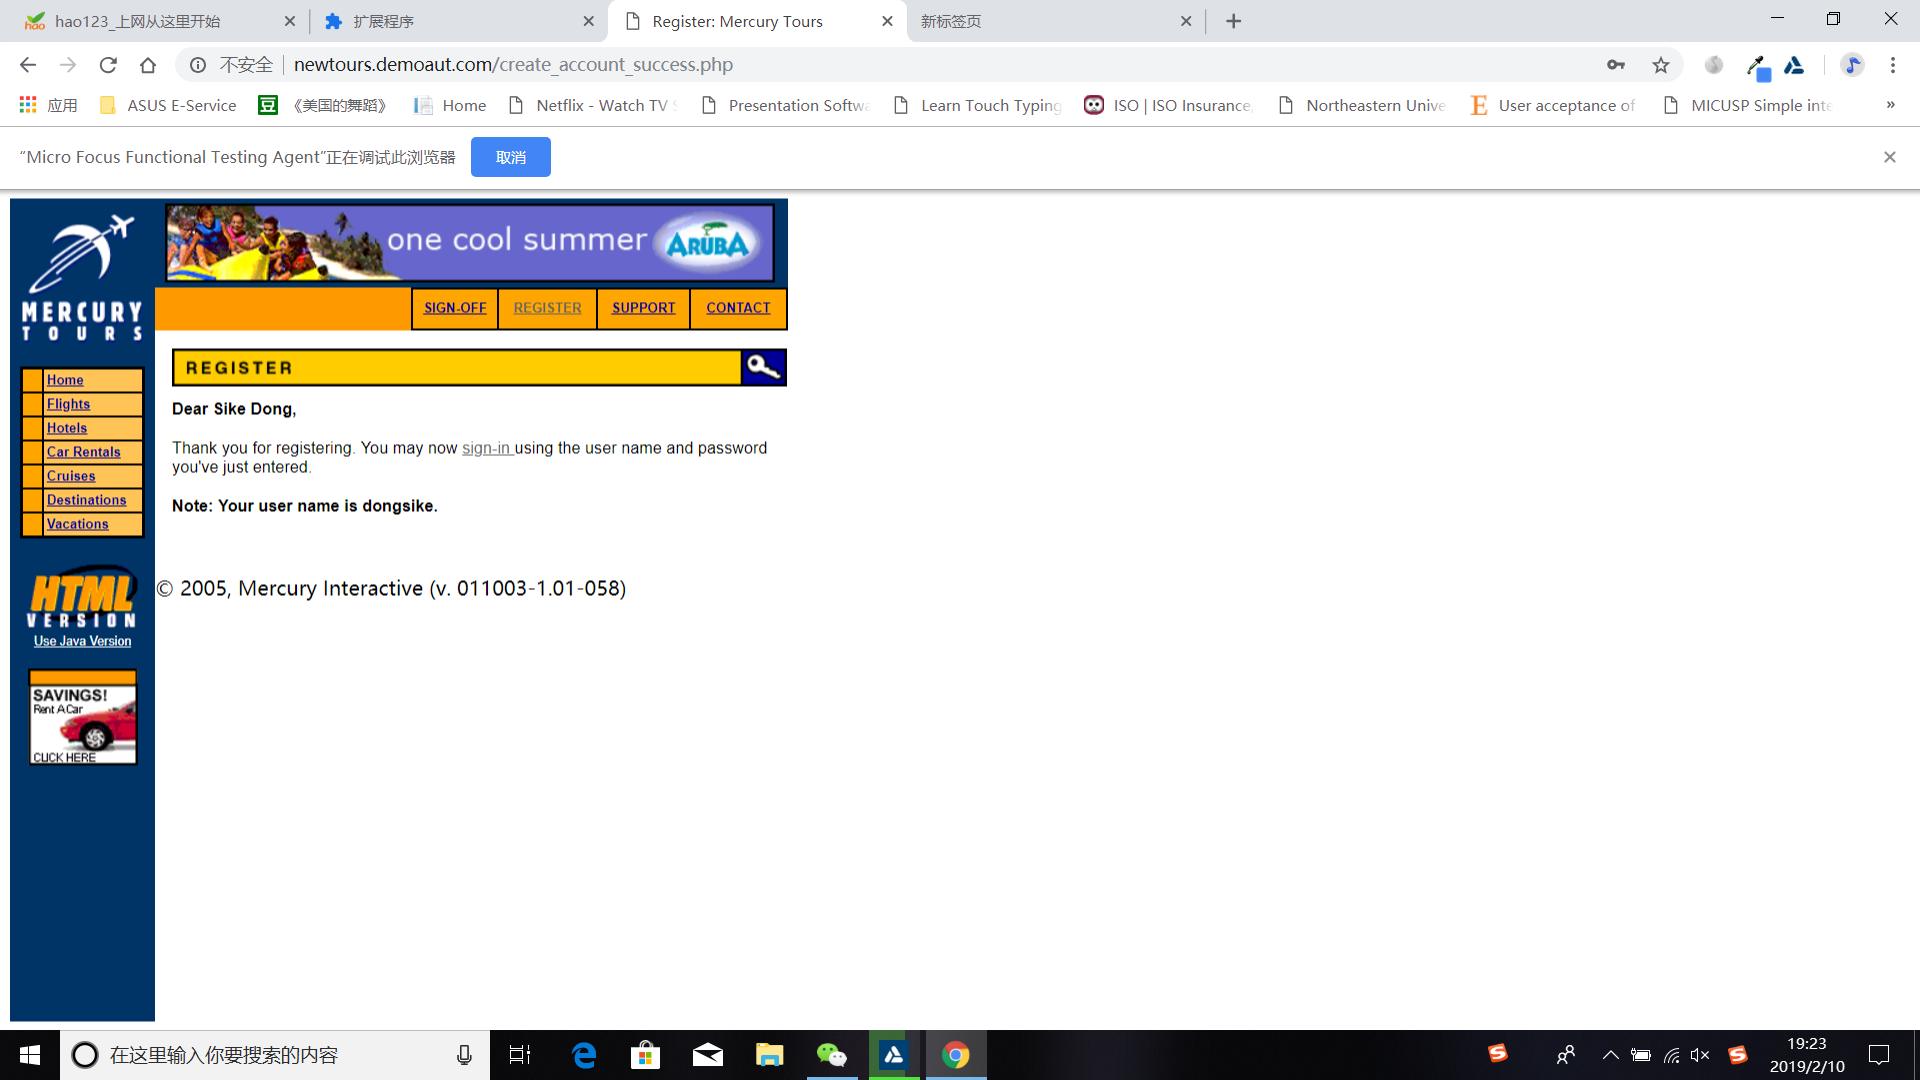 hao123_上网从这里开始
扩展程序
Register: Mercury Tours
新标签页
不安全
newtours.demoaut.com/create_account_success.php
应用
ASUS E-Service
《美国的舞蹈》
Home
Netflix - Watch TV S
Presentation Softwa
Learn Touch Typing
ISO | ISO Insurance,
Northeastern Unive
User acceptance of
MICUSP Simple inte
»
“Micro Focus Functional Testing Agent”正在调试此浏览器
取消
one cool summer
ARUBA
MERCURY
TOURS
SIGN-OFF
REGISTER
SUPPORT
CONTACT
REGISTER
Home
Flights
Hotels
Car Rentals
Cruises
Destinations
Vacations
Dear Sike Dong,
Thank you for registering. You may now sign-in using the user name and password
you've just entered.
Note: Your user name is dongsike.
© 2005, Mercury Interactive (v. 011003-1.01-058)
HTML
VERSION
Use Java Version
SAVINGS!
Rent A Car
CLICK HERE
在这里输入你要搜索的内容
19:23
2019/2/10